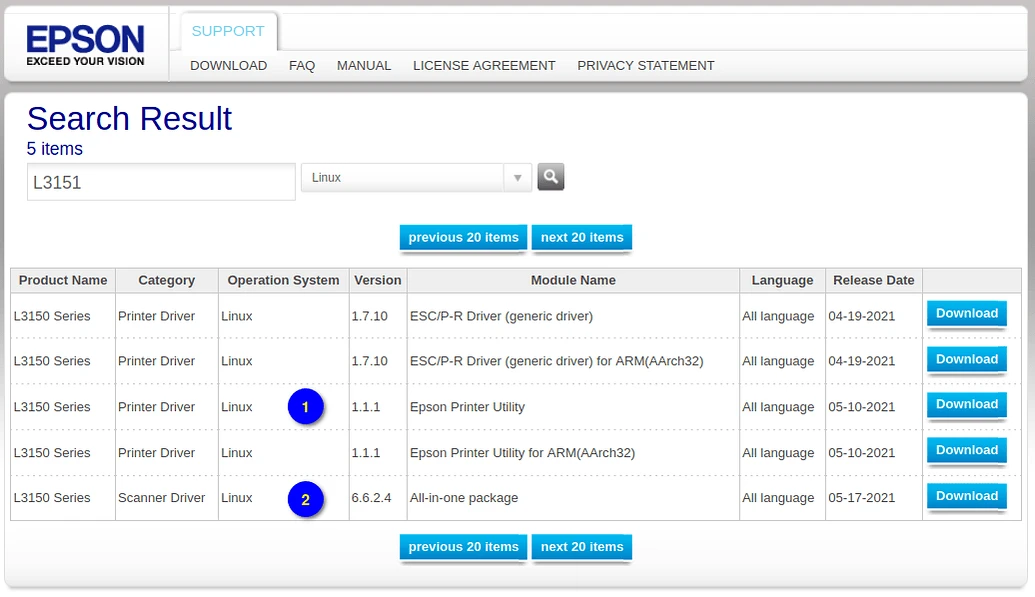 EPSON
EXCEED YOUR VISION
SUPPORT
DOWNLOAD FAQ MANUAL LICENSE AGREEMENT PRIVACY STATEMENT
Search Result
5 items
L3151 Linux
previous 20 items next 20 items
Product Name Category Operation System Version Module Name Language Release Date
L3150 Series Printer Driver Linux 1.7.10 ESC/P-R Driver (generic driver) All language 04-19-2021 Download
L3150 Series Printer Driver Linux 1.7.10 ESC/P-R Driver (generic driver) for ARM(AArch32) All language 04-19-2021 Download
L3150 Series Printer Driver Linux 1 1.1.1 Epson Printer Utility All language 05-10-2021 Download
L3150 Series Printer Driver Linux 1.1.1 Epson Printer Utility for ARM(AArch32) All language 05-10-2021 Download
L3150 Series Scanner Driver Linux 2 6.6.2.4 All-in-one package All language 05-17-2021 Download
previous 20 items next 20 items